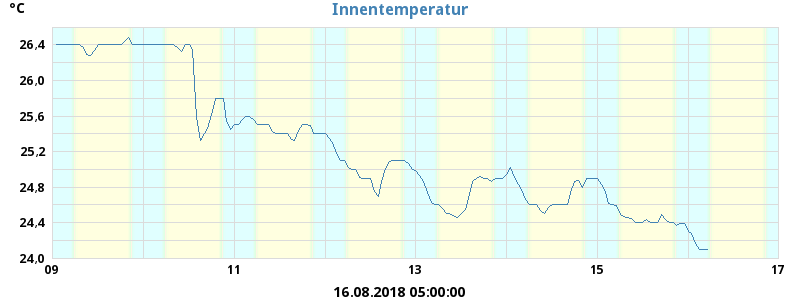 °C
Innentemperatur
26,4
26,0
25,6
25,2
24,8
24,4
24,0
09 11 13 15 17
16.08.2018 05:00:00